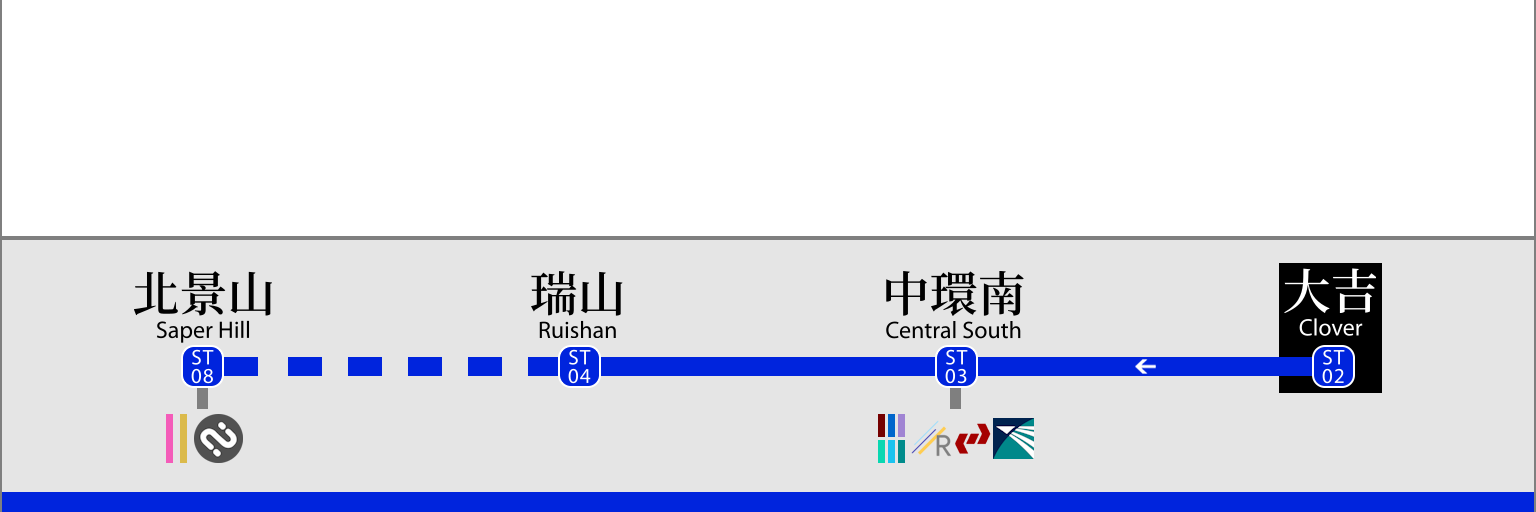 北景山
Saper Hill
ST
08
瑞山
Ruishan
ST
04
中環南
Central South
ST
03
R
大吉
Clover
ST
02